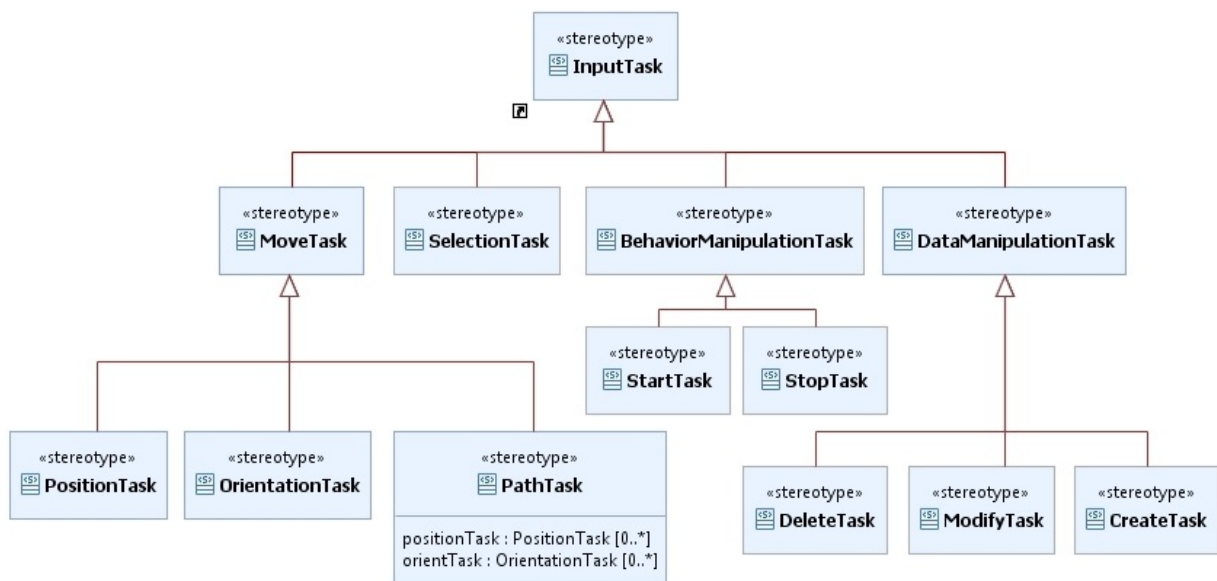 «stereotype»
InputTask
«stereotype»
MoveTask
«stereotype»
SelectionTask
«stereotype»
BehaviorManipulationTask
«stereotype»
DataManipulationTask
«stereotype»
StartTask
«stereotype»
StopTask
«stereotype»
PositionTask
«stereotype»
OrientationTask
«stereotype»
PathTask
positionTask : PositionTask [0..*]
orientTask : OrientationTask [0..*]
«stereotype»
DeleteTask
«stereotype»
ModifyTask
«stereotype»
CreateTask